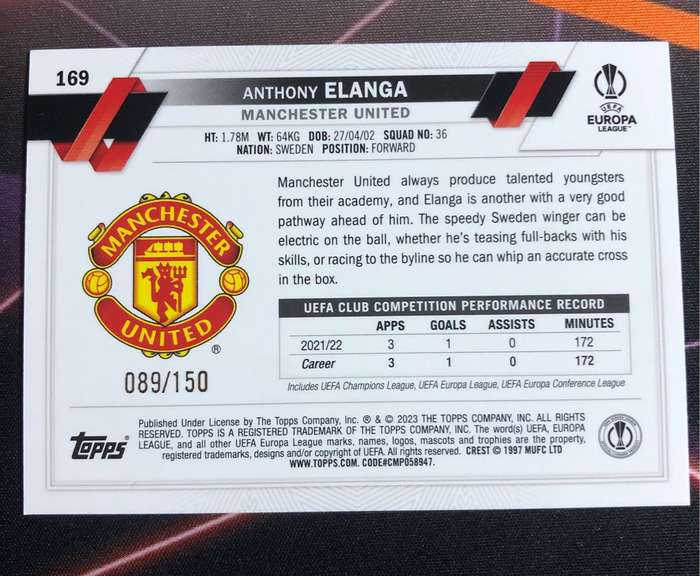 169
ANTHONY ELANGA
MANCHESTER UNITED
UEFA
EUROPA
LEAGUE™
HT: 1.78M WT: 64KG DOB: 27/04/02 SQUAD NO: 36
NATION: SWEDEN POSITION: FORWARD
Manchester United always produce talented youngsters
from their academy, and Elanga is another with a very good
pathway ahead of him. The speedy Sweden winger can be
electric on the ball, whether he's teasing full-backs with his
skills, or racing to the byline so he can whip an accurate cross
in the box.
MANCHESTER
UNITED
®
089/150
UEFA CLUB COMPETITION PERFORMANCE RECORD
APPS GOALS ASSISTS MINUTES
2021/22 3 1 0 172
Career 3 1 0 172
Includes UEFA Champions League, UEFA Europa League, UEFA Europa Conference League
Topps®
Published Under License by The Topps Company, Inc. ® & © 2023 THE TOPPS COMPANY, INC. ALL RIGHTS
RESERVED. TOPPS IS A REGISTERED TRADEMARK OF THE TOPPS COMPANY, INC. The word(s) UEFA, EUROPA
LEAGUE, and all other UEFA Europa League marks, names, logos, mascots and trophies are the property,
registered trademarks, designs and/or copyright of UEFA. All rights reserved. CREST © 1997 MUFC LTD
WWW.TOPPS.COM. CODE#CMP058947.